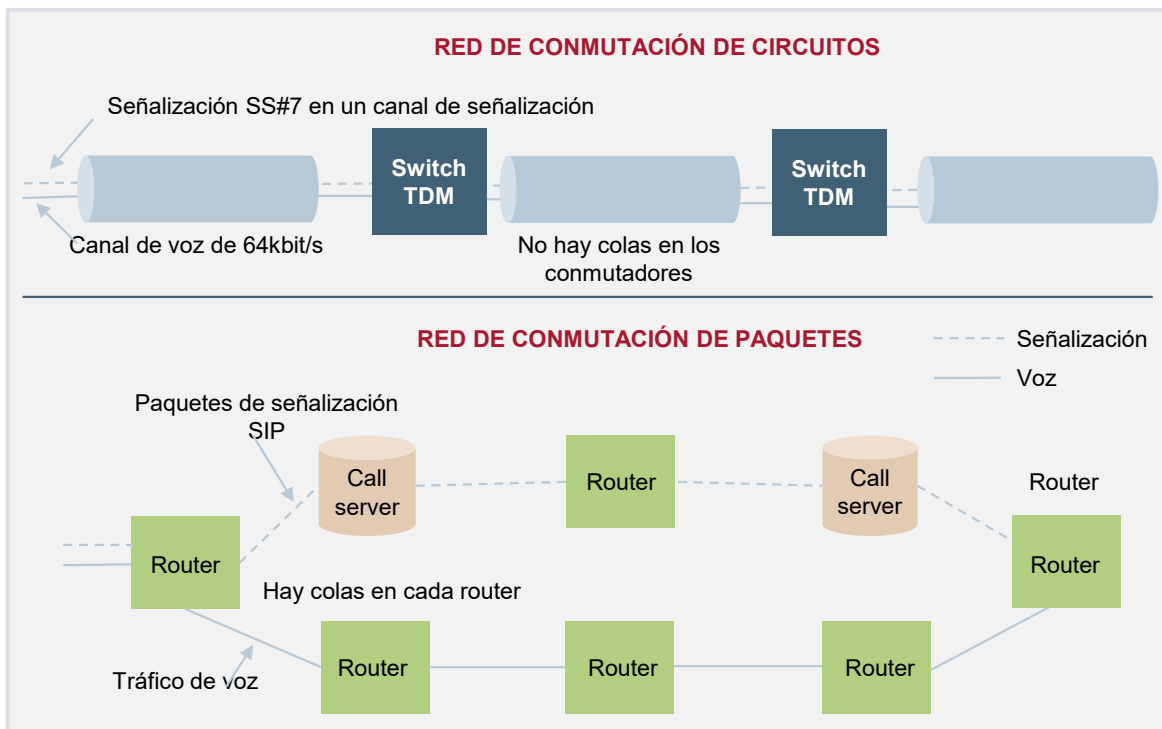 RED DE CONMUTACIÓN DE CIRCUITOS
Señalización SS#7 en un canal de señalización
Switch
TDM
Switch
TDM
Canal de voz de 64kbit/s
No hay colas en los
conmutadores
RED DE CONMUTACIÓN DE PAQUETES
Señalización
Voz
Paquetes de señalización
SIP
Call
server
Router
Call
server
Router
Router
Router
Hay colas en cada router
Router
Router
Router
Tráfico de voz